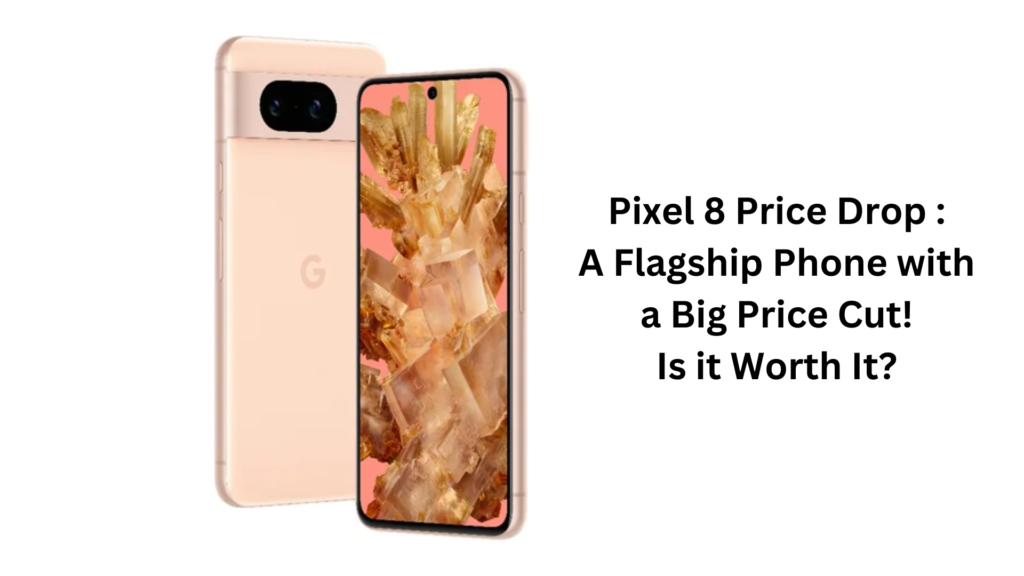 G
Pixel 8 Price Drop :
A Flagship Phone with
a Big Price Cut!
Is it Worth It?